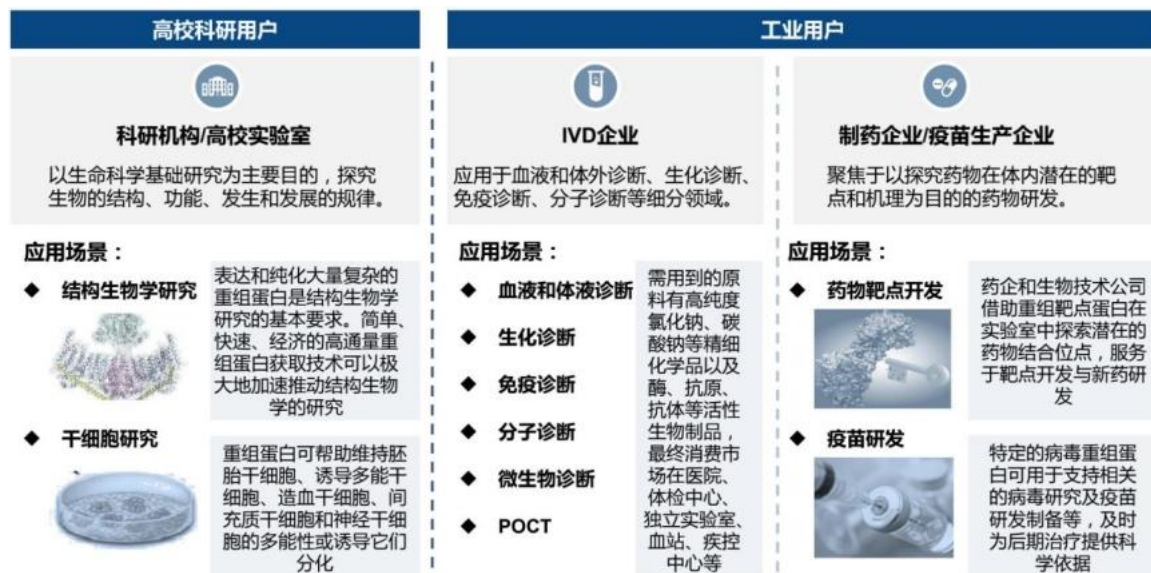 高校科研用户
科研机构/高校实验室
以生命科学基础研究为主要目的，探究
生物的结构、功能、发生和发展的规律。
应用场景：
◆ 结构生物学研究
表达和纯化大量复杂的
重组蛋白是结构生物学
研究的基本要求。简单、
快速、经济的高通量重
组蛋白获取技术可以极
大地加速推动结构生物
学的研究
◆ 干细胞研究
重组蛋白可帮助维持胚
胎干细胞、诱导多能干
细胞、造血干细胞、间
充质干细胞和神经干细
胞的多能性或诱导它们
分化
工业用户
IVD企业
应用于血液和体外诊断、生化诊断、
免疫诊断、分子诊断等细分领域。
◆ 血液和体液诊断
◆ 生化诊断
◆ 免疫诊断
◆ 分子诊断
◆ 微生物诊断
◆ POCT
需用到的原
料有高纯度
氯化钠、碳
酸钠等精细
化学品以及
酶、抗原、
抗体等活性
生物制品，
最终消费市
场在医院、
体检中心、
独立实验室、
血站、疾控
中心等
制药企业/疫苗生产企业
聚焦于以探究药物在体内潜在的靶
点和机理为目的的药物研发。
应用场景：
◆ 药物靶点开发
药企和生物技术公司
借助重组靶点蛋白在
实验室中探索潜在的
药物结合位点，服务
于靶点开发与新药研
发
◆ 疫苗研发
特定的病毒重组蛋
白可用于支持相关
的病毒研究及疫苗
研发制备等，及时
为后期治疗提供科
学依据